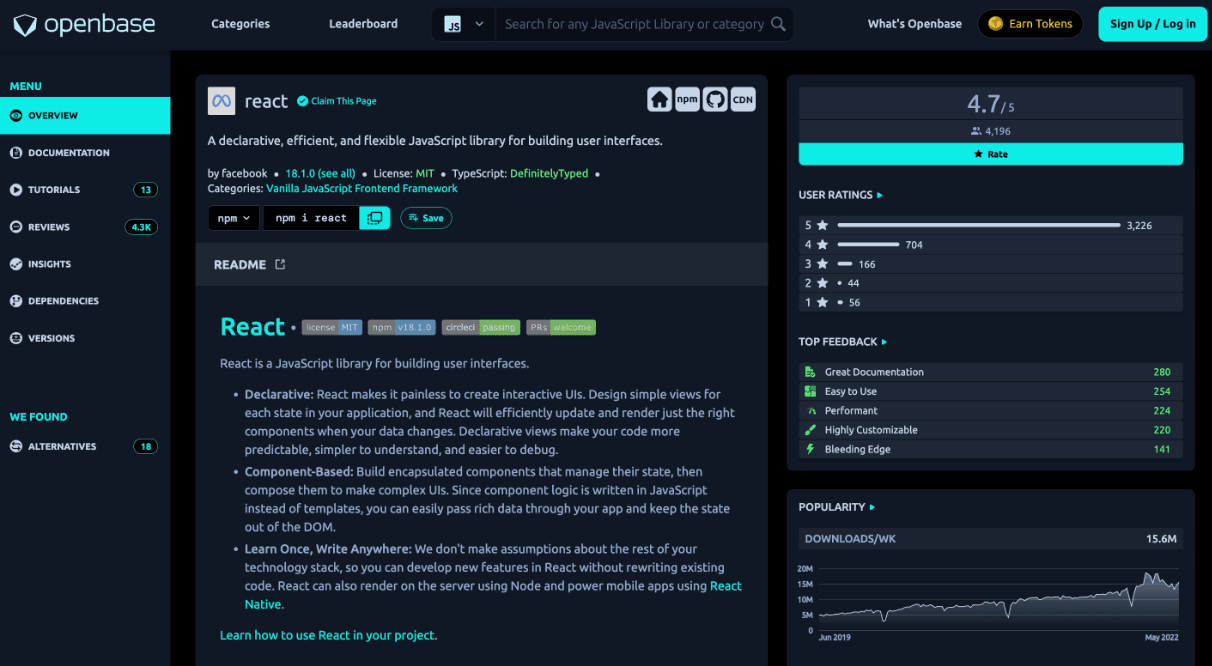 openbase
Categories
Leaderboard
JS
Search for any JavaScript Library or category
What's Openbase
Earn Tokens
Sign Up / Log in
MENU
OVERVIEW
DOCUMENTATION
TUTORIALS 13
REVIEWS 4.3K
INSIGHTS
DEPENDENCIES
VERSIONS
WE FOUND
ALTERNATIVES 18
react Claim This Page
npm CDN
A declarative, efficient, and flexible JavaScript library for building user interfaces.
by facebook • 18.1.0 (see all) • License: MIT • TypeScript: DefinitelyTyped •
Categories: Vanilla JavaScript Frontend Framework
npm npm i react Save
README
React • license MIT npm v18.1.0 circleci passing PRs welcome
React is a JavaScript library for building user interfaces.
• Declarative: React makes it painless to create interactive UIs. Design simple views for
each state in your application, and React will efficiently update and render just the right
components when your data changes. Declarative views make your code more
predictable, simpler to understand, and easier to debug.
• Component-Based: Build encapsulated components that manage their state, then
compose them to make complex UIs. Since component logic is written in JavaScript
instead of templates, you can easily pass rich data through your app and keep the state
out of the DOM.
• Learn Once, Write Anywhere: We don't make assumptions about the rest of your
technology stack, so you can develop new features in React without rewriting existing
code. React can also render on the server using Node and power mobile apps using React
Native.
Learn how to use React in your project.
4.7 / 5
4,196
Rate
USER RATINGS
5 3,226
4 704
3 166
2 44
1 56
TOP FEEDBACK
Great Documentation 280
Easy to Use 254
Performant 224
Highly Customizable 220
Bleeding Edge 141
POPULARITY
DOWNLOADS/WK 15.6M
20M
15M
10M
5M
0
Jun 2019 May 2022